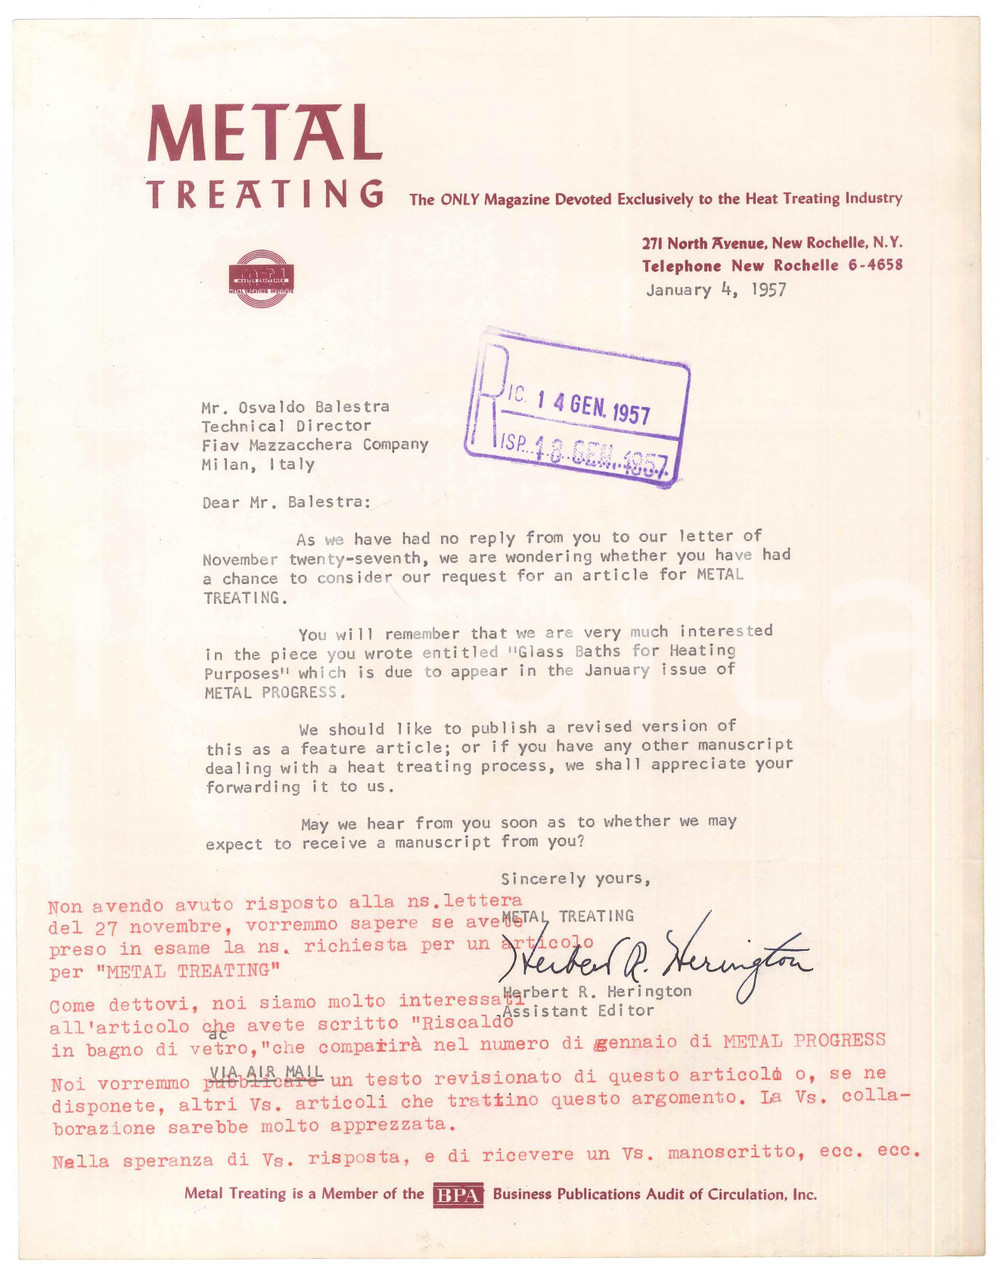 METAL
TREATING
The ONLY Magazine Devoted Exclusively to the Heat Treating Industry
271 North Avenue, New Rochelle, N.Y.
Telephone New Rochelle 6-4658
January 4, 1957
MTI
MASTER CRAFTSMEN
METAL TREATING INSTITUTE
RIC. 14 GEN. 1957
RISP. 18 GEN. 1957
Mr. Osvaldo Balestra
Technical Director
Fiav Mazzacchera Company
Milan, Italy
Dear Mr. Balestra:
As we have had no reply from you to our letter of
November twenty-seventh, we are wondering whether you have had
a chance to consider our request for an article for METAL
TREATING.
You will remember that we are very much interested
in the piece you wrote entitled "Glass Baths for Heating
Purposes" which is due to appear in the January issue of
METAL PROGRESS.
We should like to publish a revised version of
this as a feature article; or if you have any other manuscript
dealing with a heat treating process, we shall appreciate your
forwarding it to us.
May we hear from you soon as to whether we may
expect to receive a manuscript from you?
Sincerely yours,
METAL TREATING
Herbert R. Herington
Herbert R. Herington
Assistant Editor
ac
VIA AIR MAIL
Non avendo avuto risposto alla ns.lettera
del 27 novembre, vorremmo sapere se avete
preso in esame la ns. richiesta per un articolo
per "METAL TREATING"
Come dettovi, noi siamo molto interessati
all'articolo che avete scritto "Riscaldo
in bagno di vetro,"che comparirà nel numero di gennaio di METAL PROGRESS
Noi vorremmo pubblicare un testo revisionato di questo articolo o, se ne
disponete, altri Vs. articoli che trattino questo argomento. La Vs. colla-
borazione sarebbe molto apprezzata.
Nella speranza di Vs. risposta, e di ricevere un Vs. manoscritto, ecc. ecc.
Metal Treating is a Member of the BPA Business Publications Audit of Circulation, Inc.